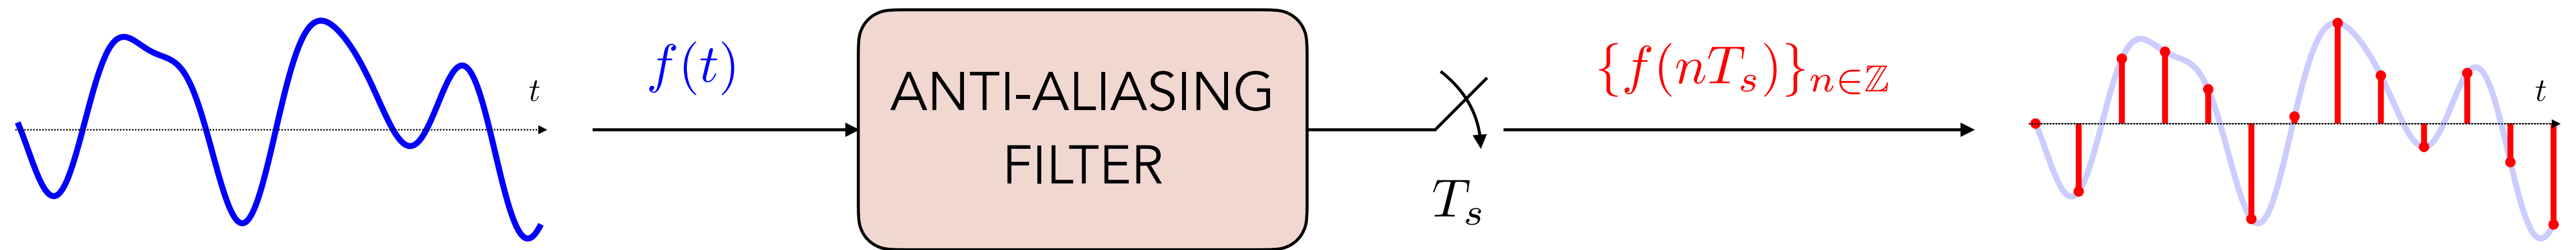 t
f(t)
ANTI-ALIASING
FILTER
T_s
{f(nT_s)}_{n∈ℤ}
t